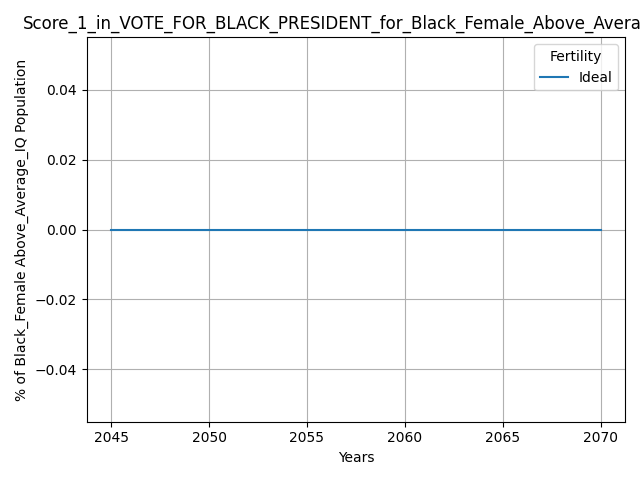 Score_1_in_VOTE_FOR_BLACK_PRESIDENT_for_Black_Female_Above_Avera
% of Black_Female Above_Average_IQ Population
0.04
0.02
0.00
−0.02
−0.04
Fertility
Ideal
2045 2050 2055 2060 2065 2070
Years